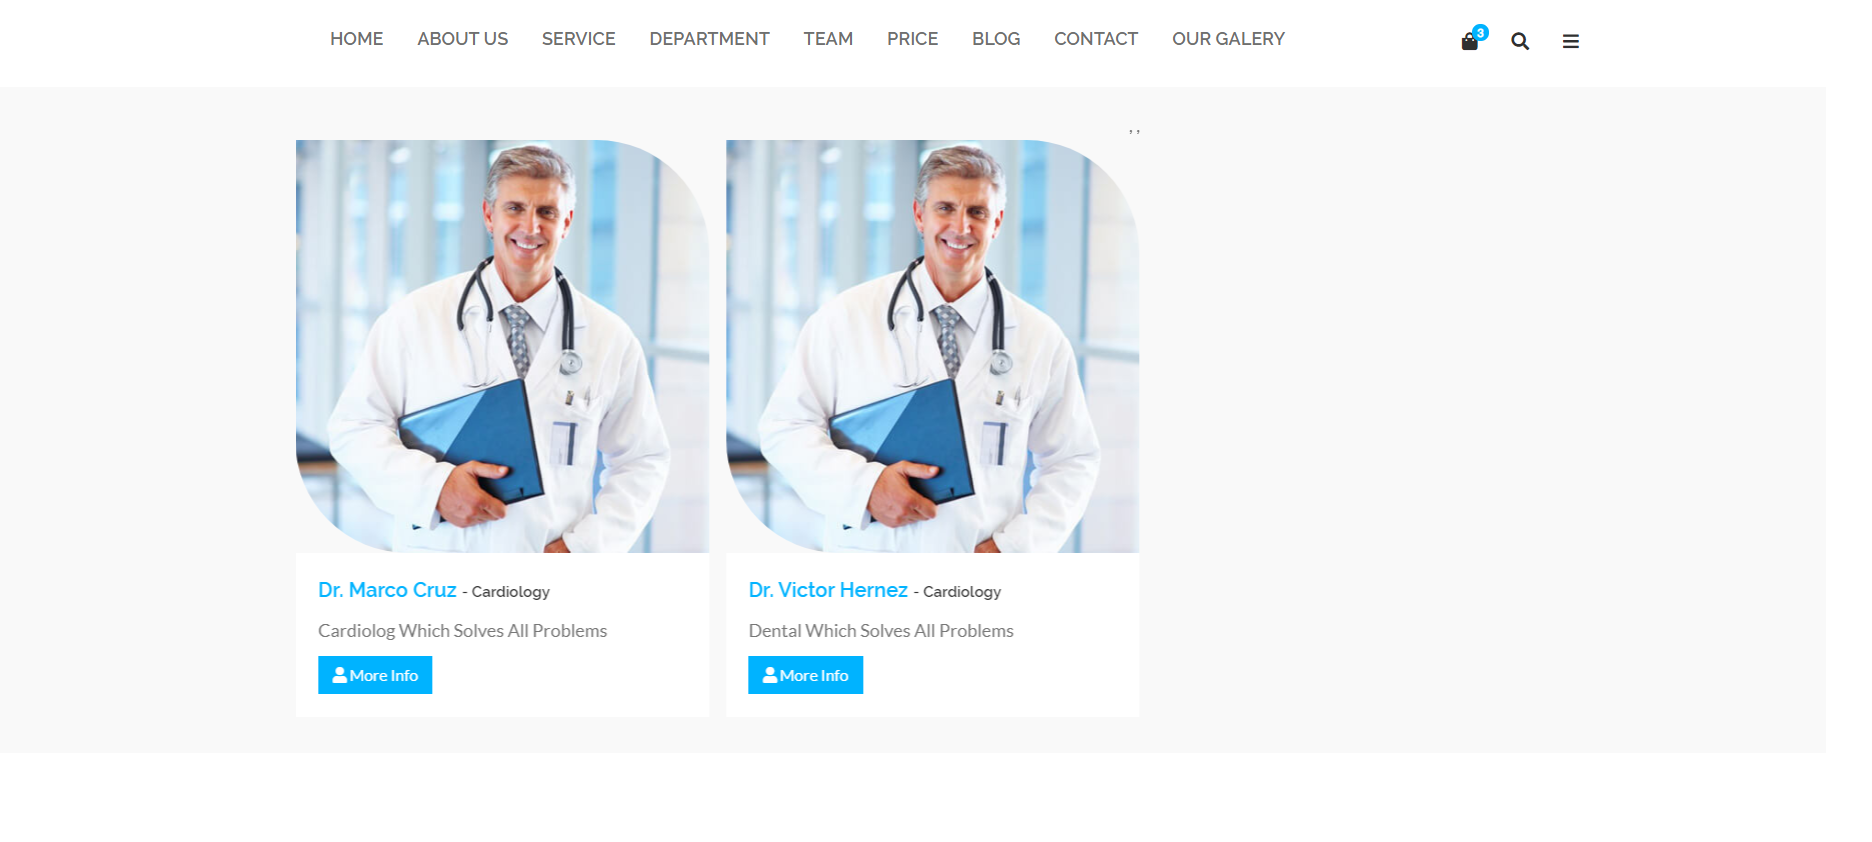 HOME ABOUT US SERVICE DEPARTMENT TEAM PRICE BLOG CONTACT OUR GALERY 3
, ,
Dr. Marco Cruz - Cardiology
Cardiolog Which Solves All Problems
More Info
Dr. Victor Hernez - Cardiology
Dental Which Solves All Problems
More Info